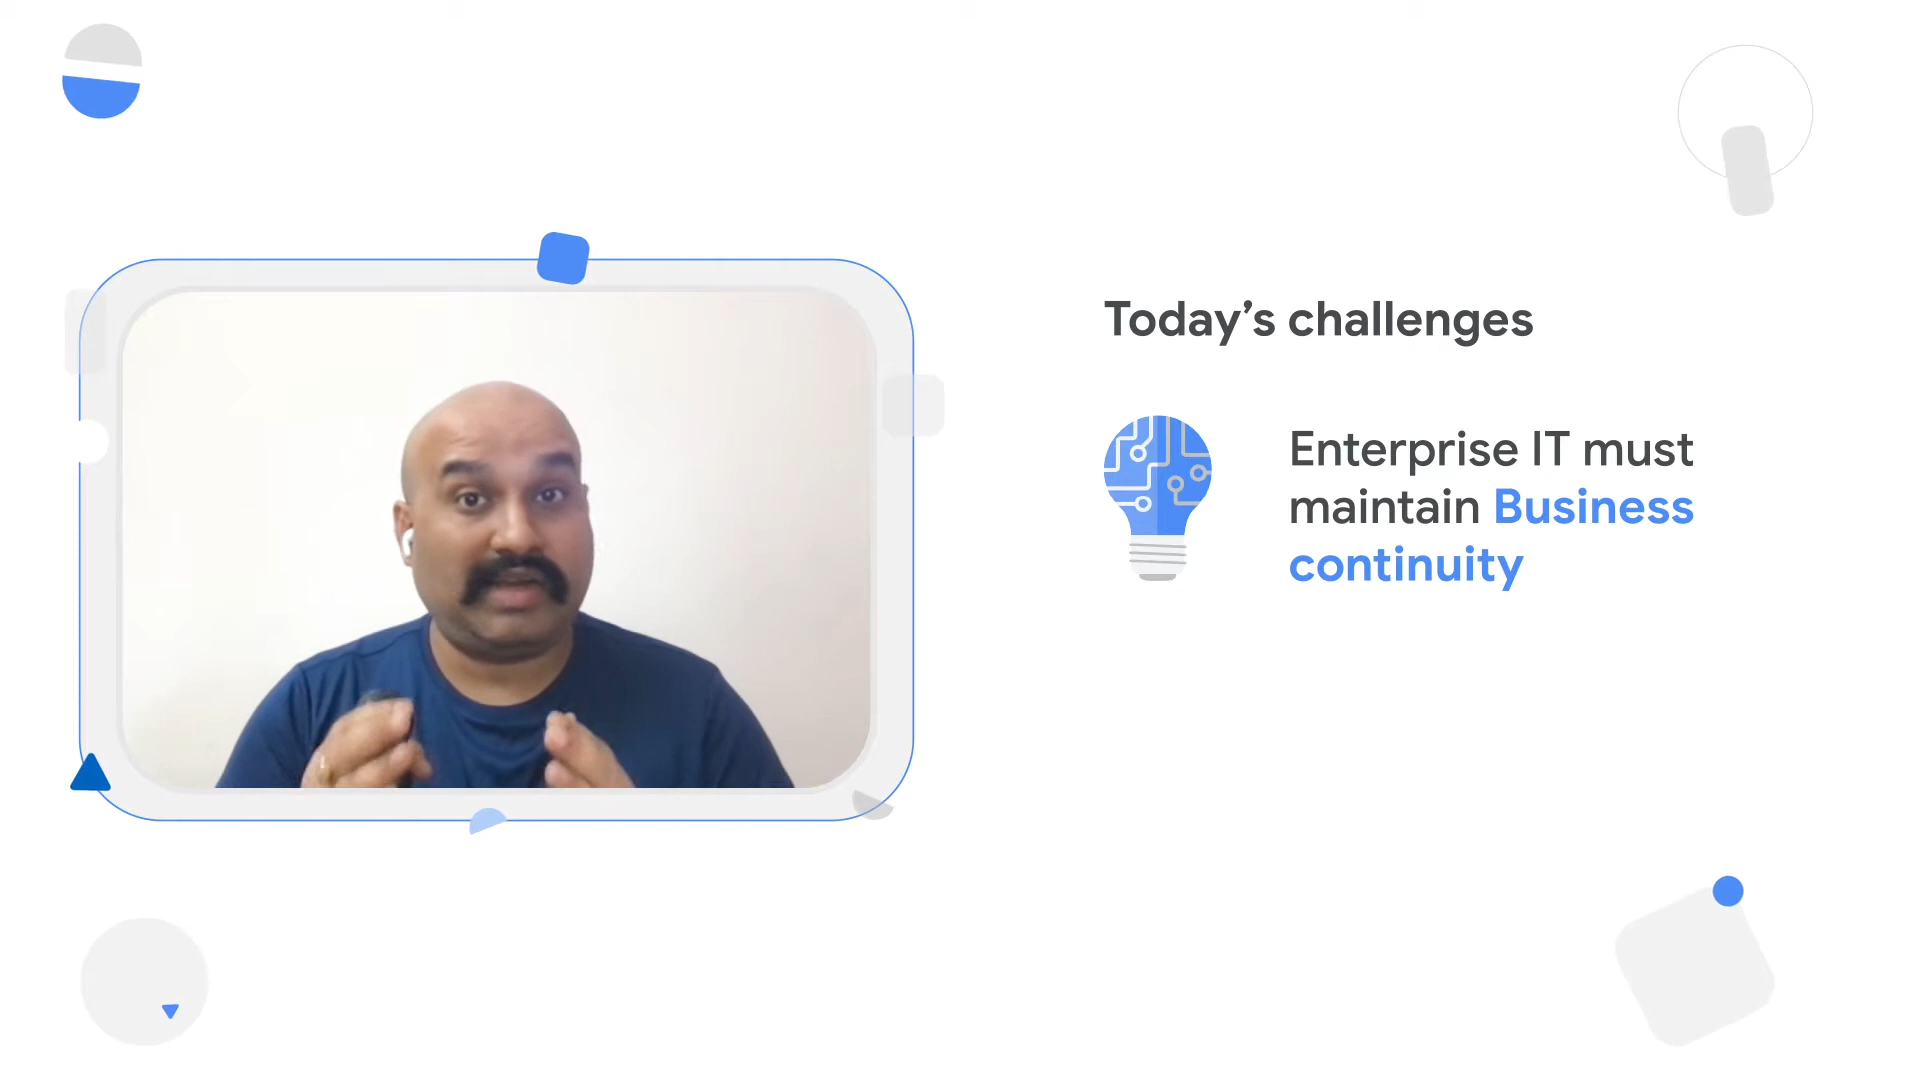 Today’s challenges
Enterprise IT must
maintain Business
continuity